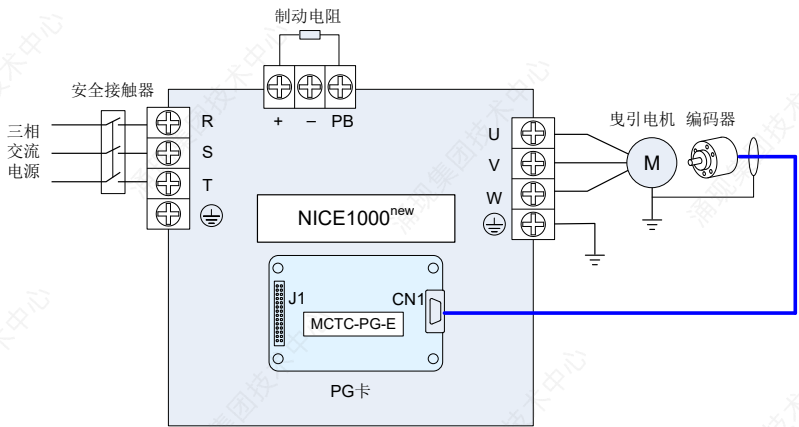 制动电阻
安全接触器
三相
交流
电源
R
S
T
+ – PB
U
V
W
曳引电机 编码器
M
NICE1000new
J1
CN1
MCTC-PG-E
PG卡